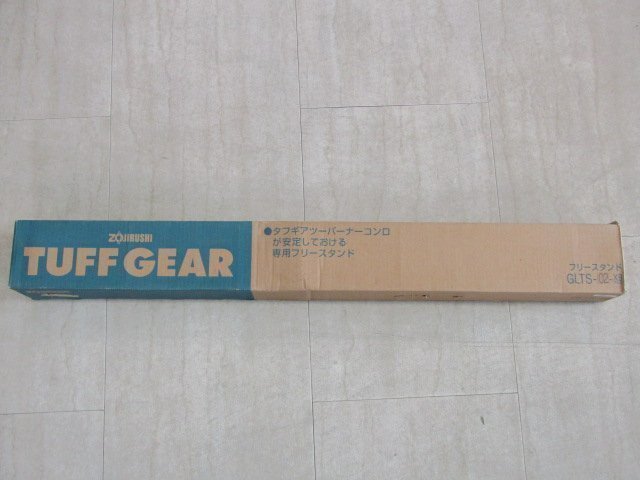 ZOJIRUSHI
TUFF GEAR
●タフギアツーバーナーコンロ
が安定しておける
専用フリースタンド
フリースタンド
GLTS-02-